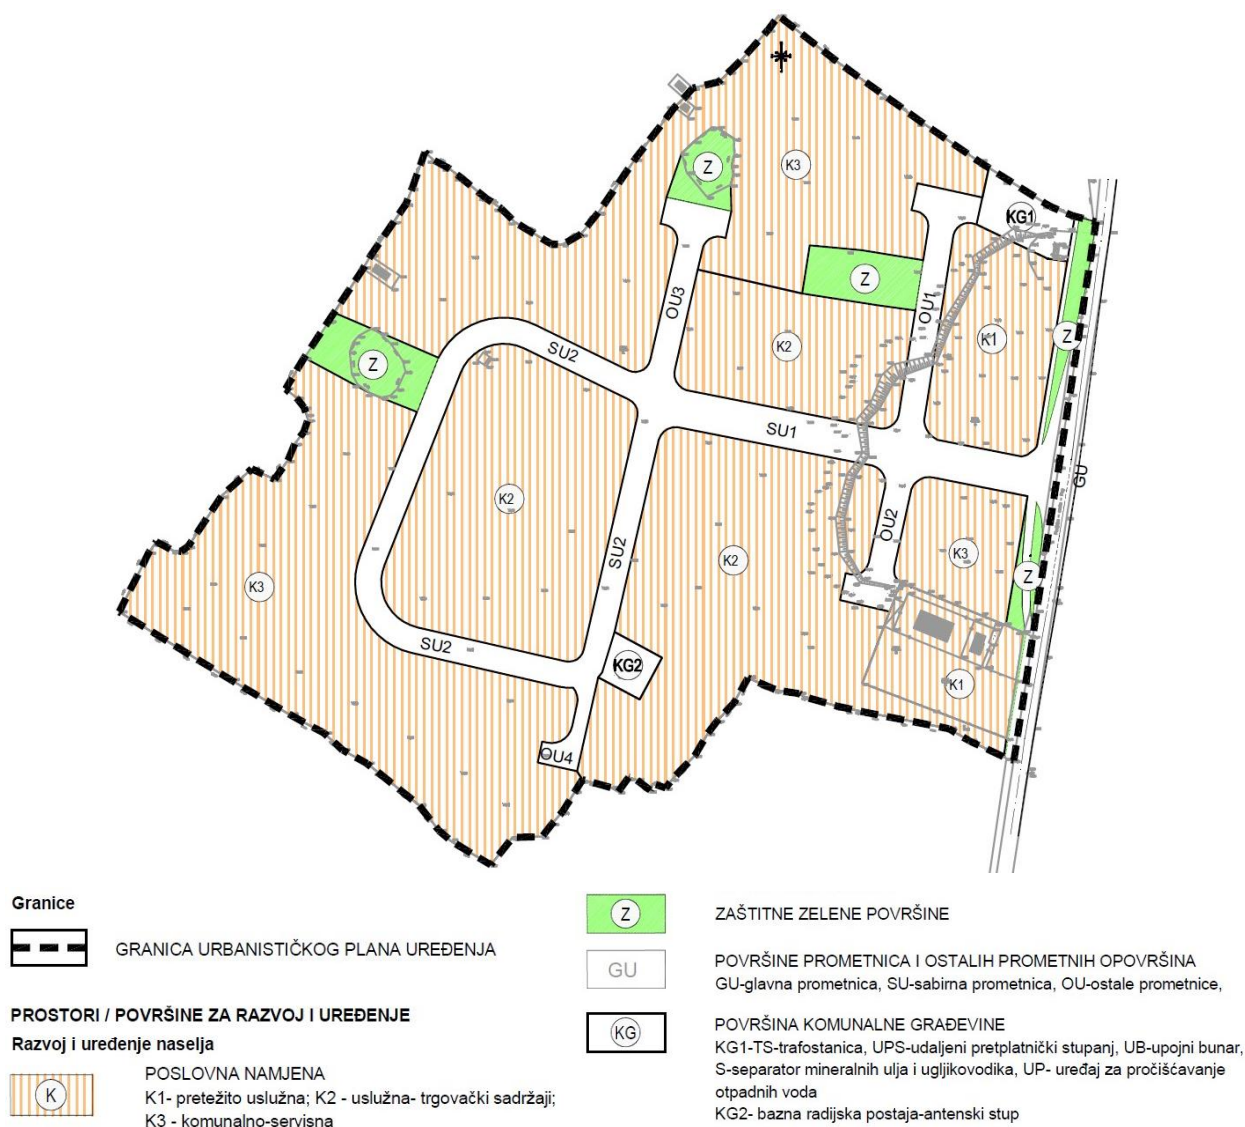 K3
Z
KG1
OU3
Z
OU1
K1
Z
K2
SU2
Z
SU1
GU
K2
OU2
SU2
K2
K3
Z
K3
SU2
KG2
K1
OU4
Granice
GRANICA URBANISTIČKOG PLANA UREĐENJA
PROSTORI / POVRŠINE ZA RAZVOJ I UREĐENJE
Razvoj i uređenje naselja
K
POSLOVNA NAMJENA
K1- pretežito uslužna; K2 - uslužna- trgovački sadržaji;
K3 - komunalno-servisna
Z
ZAŠTITNE ZELENE POVRŠINE
GU
POVRŠINE PROMETNICA I OSTALIH PROMETNIH OPOVRŠINA
GU-glavna prometnica, SU-sabirna prometnica, OU-ostale prometnice,
KG
POVRŠINA KOMUNALNE GRAĐEVINE
KG1-TS-trafostanica, UPS-udaljeni pretplatnički stupanj, UB-upojni bunar,
S-separator mineralnih ulja i ugljikovodika, UP- uređaj za pročišćavanje
otpadnih voda
KG2- bazna radijska postaja-antenski stup